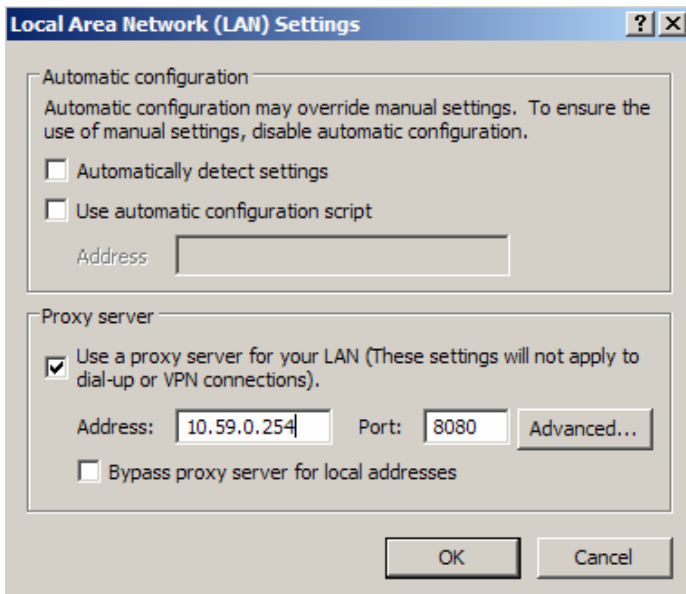 Local Area Network (LAN) Settings
Automatic configuration
Automatic configuration may override manual settings. To ensure the
use of manual settings, disable automatic configuration.
Automatically detect settings
Use automatic configuration script
Address
Proxy server
Use a proxy server for your LAN (These settings will not apply to
dial-up or VPN connections).
Address: 10.59.0.254 Port: 8080 Advanced...
Bypass proxy server for local addresses
OK Cancel